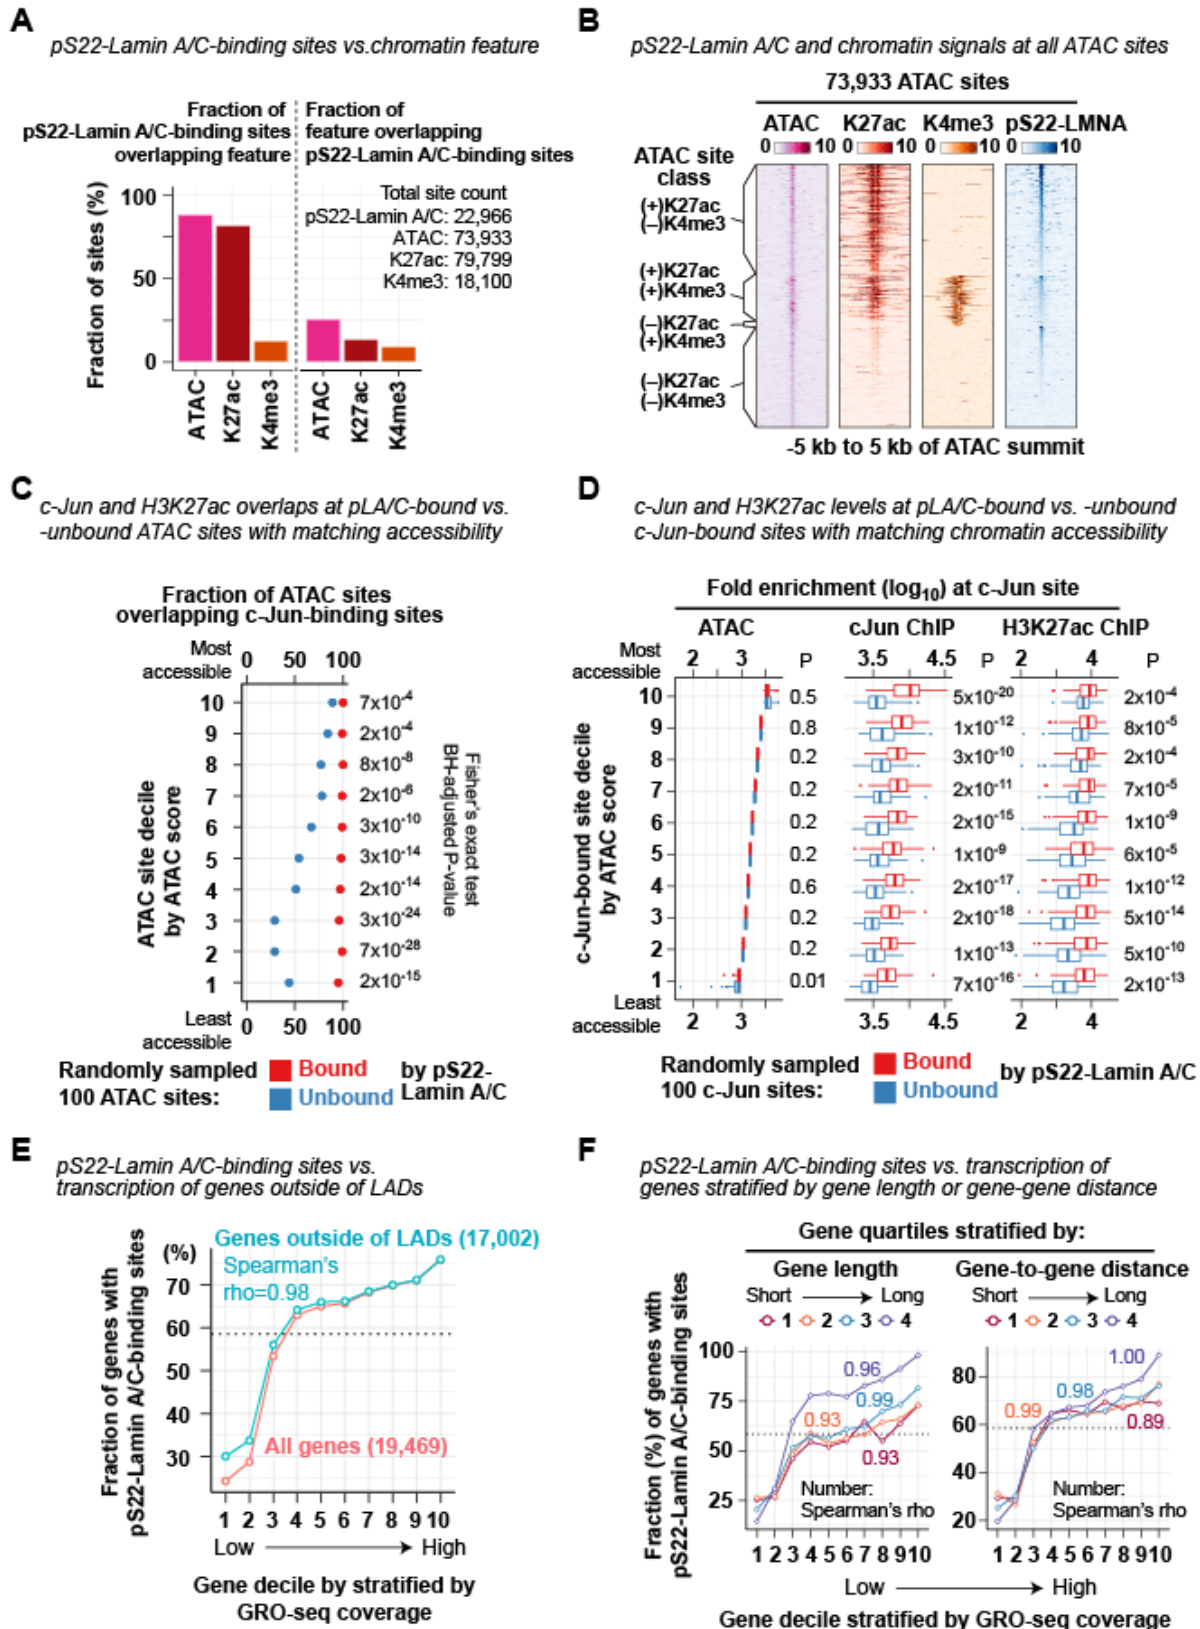 A
pS22-Lamin A/C-binding sites vs.chromatin feature
Fraction of
pS22-Lamin A/C-binding sites
overlapping feature
Fraction of
feature overlapping
pS22-Lamin A/C-binding sites
Total site count
pS22-Lamin A/C: 22,966
ATAC: 73,933
K27ac: 79,799
K4me3: 18,100
Fraction of sites (%)
100
50
0
ATAC
K27ac
K4me3
ATAC
K27ac
K4me3
B
pS22-Lamin A/C and chromatin signals at all ATAC sites
73,933 ATAC sites
ATAC K27ac K4me3 pS22-LMNA
0 10 0 10 0 10 0 10
ATAC site
class
(+)K27ac
(–)K4me3
(+)K27ac
(+)K4me3
(–)K27ac
(+)K4me3
(–)K27ac
(–)K4me3
-5 kb to 5 kb of ATAC summit
C
c-Jun and H3K27ac overlaps at pLA/C-bound vs.
-unbound ATAC sites with matching accessibility
Fraction of ATAC sites
overlapping c-Jun-binding sites
Most
accessible
0 50 100
10 7x10-4
9 2x10-4
8 8x10-8
7 2x10-6
6 3x10-10
5 3x10-14
4 2x10-14
3 3x10-24
2 7x10-28
1 2x10-15
ATAC site decile
by ATAC score
Fisher's exact test
BH-adjusted P-value
Least
accessible
0 50 100
Randomly sampled
100 ATAC sites:
Bound
Unbound
by pS22-
Lamin A/C
D
c-Jun and H3K27ac levels at pLA/C-bound vs. -unbound
c-Jun-bound sites with matching chromatin accessibility
Fold enrichment (log10) at c-Jun site
ATAC cJun ChIP H3K27ac ChIP
Most
accessible
2 3 P 3.5 4.5 P 2 4 P
10 0.5 5x10-20 2x10-4
9 0.8 1x10-12 8x10-5
8 0.2 3x10-10 2x10-4
7 0.2 2x10-11 7x10-5
6 0.2 2x10-15 1x10-9
5 0.2 1x10-9 6x10-5
4 0.6 2x10-17 1x10-12
3 0.2 2x10-18 5x10-14
2 0.2 1x10-13 5x10-10
1 0.01 7x10-16 2x10-13
c-Jun-bound site decile
by ATAC score
Least
accessible
2 3 3.5 4.5 2 4
Randomly sampled
100 c-Jun sites:
Bound
Unbound
by pS22-Lamin A/C
E
pS22-Lamin A/C-binding sites vs.
transcription of genes outside of LADs
Fraction of genes with
pS22-Lamin A/C-binding sites
(%)
Genes outside of LADs (17,002)
Spearman's
rho=0.98
All genes (19,469)
70
60
50
40
30
1 2 3 4 5 6 7 8 9 10
Low High
Gene decile by stratified by
GRO-seq coverage
F
pS22-Lamin A/C-binding sites vs. transcription of
genes stratified by gene length or gene-gene distance
Gene quartiles stratified by:
Gene length Gene-to-gene distance
Short Long Short Long
1 2 3 4 1 2 3 4
Fraction (%) of genes with
pS22-Lamin A/C-binding sites
100
75
50
25
0.96
0.99
0.93
0.93
Number:
Spearman's rho
80
60
40
20
1.00
0.98
0.99
0.89
Number:
Spearman's rho
1 2 3 4 5 6 7 8 9 10 1 2 3 4 5 6 7 8 9 10
Low High
Gene decile stratified by GRO-seq coverage